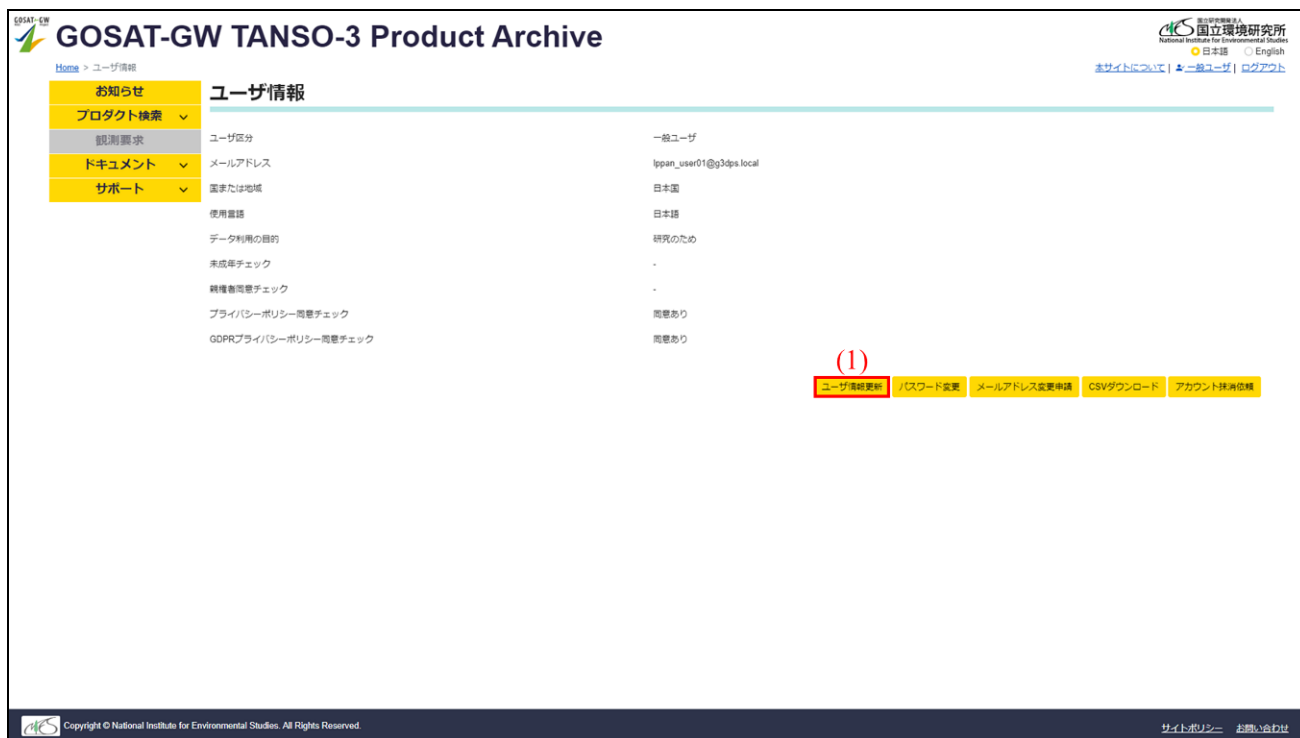 GOSAT-GW
GOSAT-GW TANSO-3 Product Archive
国立研究開発法人
国立環境研究所
National Institute for Environmental Studies
日本語 English
Home > ユーザ情報
本サイトについて | 一般ユーザ | ログアウト
お知らせ
プロダクト検索
観測要求
ドキュメント
サポート
ユーザ情報
ユーザ区分 一般ユーザ
メールアドレス Ippan_user01@g3dps.local
国または地域 日本国
使用言語 日本語
データ利用の目的 研究のため
未成年チェック -
親権者同意チェック -
プライバシーポリシー同意チェック 同意あり
GDPRプライバシーポリシー同意チェック 同意あり
(1)
ユーザ情報更新 パスワード変更 メールアドレス変更申請 CSVダウンロード アカウント抹消依頼
NIES Copyright © National Institute for Environmental Studies. All Rights Reserved.
サイトポリシー お問い合わせ